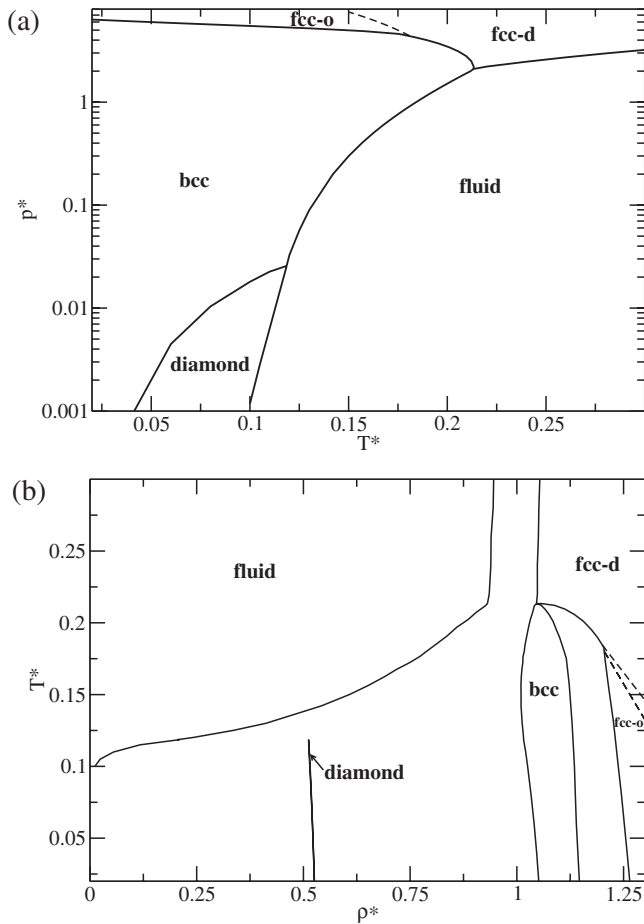 (a)
fcc-o
fcc-d
1
bcc
fluid
p*
0.1
0.01
diamond
0.001
0.05 0.1 0.15 0.2 0.25
T*
(b)
0.25
fluid
fcc-d
0.2
T*
0.15
bcc
fcc-o
0.1
diamond
0.05
0 0.25 0.5 0.75 1 1.25
ρ*